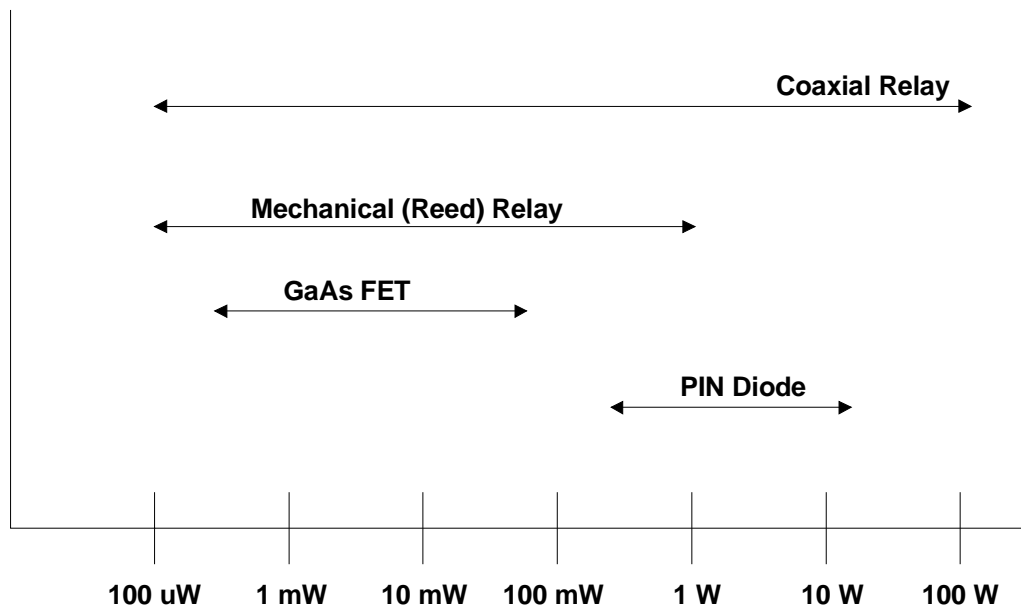 Coaxial Relay
Mechanical (Reed) Relay
GaAs FET
PIN Diode
100 uW 1 mW 10 mW 100 mW 1 W 10 W 100 W